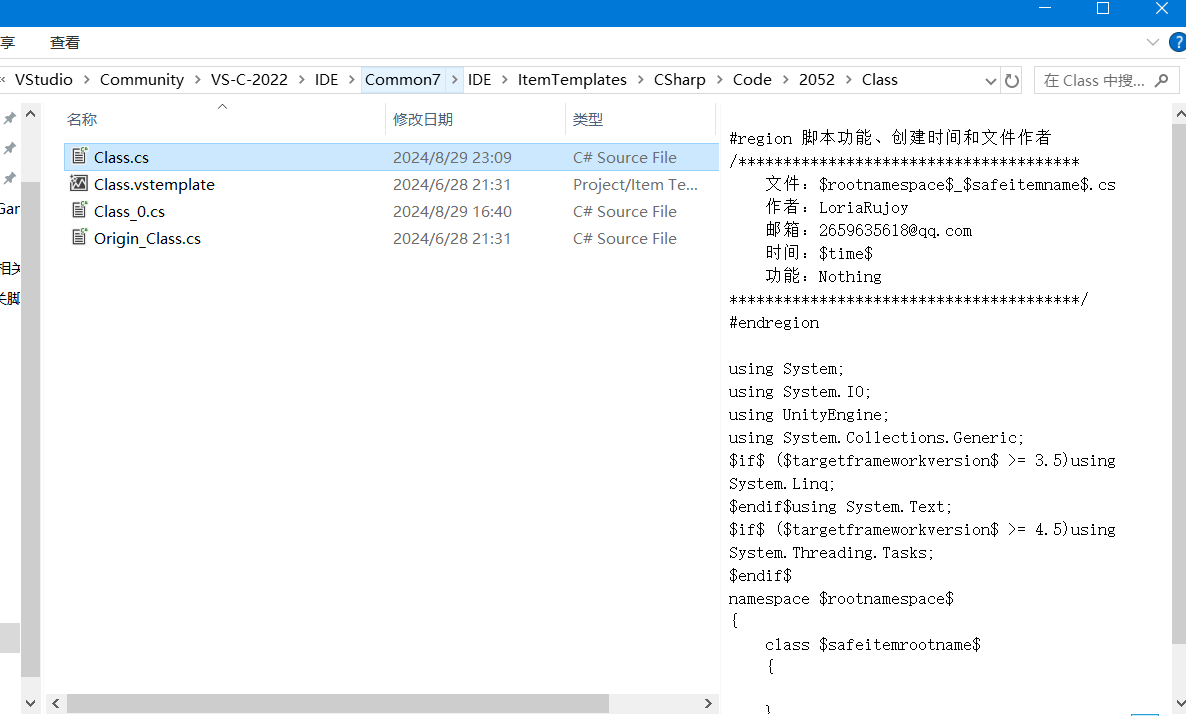 享 查看
« VStudio > Community > VS-C-2022 > IDE > Common7 > IDE > ItemTemplates > CSharp > Code > 2052 > Class
在 Class 中搜...
名称 修改日期 类型
Class.cs 2024/8/29 23:09 C# Source File
Class.vstemplate 2024/6/28 21:31 Project/Item Te...
Class_0.cs 2024/8/29 16:40 C# Source File
Origin_Class.cs 2024/6/28 21:31 C# Source File
Gar
相关
关脚
#region 脚本功能、创建时间和文件作者
/**************************************
文件：$rootnamespace$_$safeitemname$.cs
作者：LoriaRujoy
邮箱：2659635618@qq.com
时间：$time$
功能：Nothing
***************************************/
#endregion
using System;
using System.IO;
using UnityEngine;
using System.Collections.Generic;
$if$ ($targetframeworkversion$ >= 3.5)using
System.Linq;
$endif$using System.Text;
$if$ ($targetframeworkversion$ >= 4.5)using
System.Threading.Tasks;
$endif$
namespace $rootnamespace$
{
class $safeitemrootname$
{
}